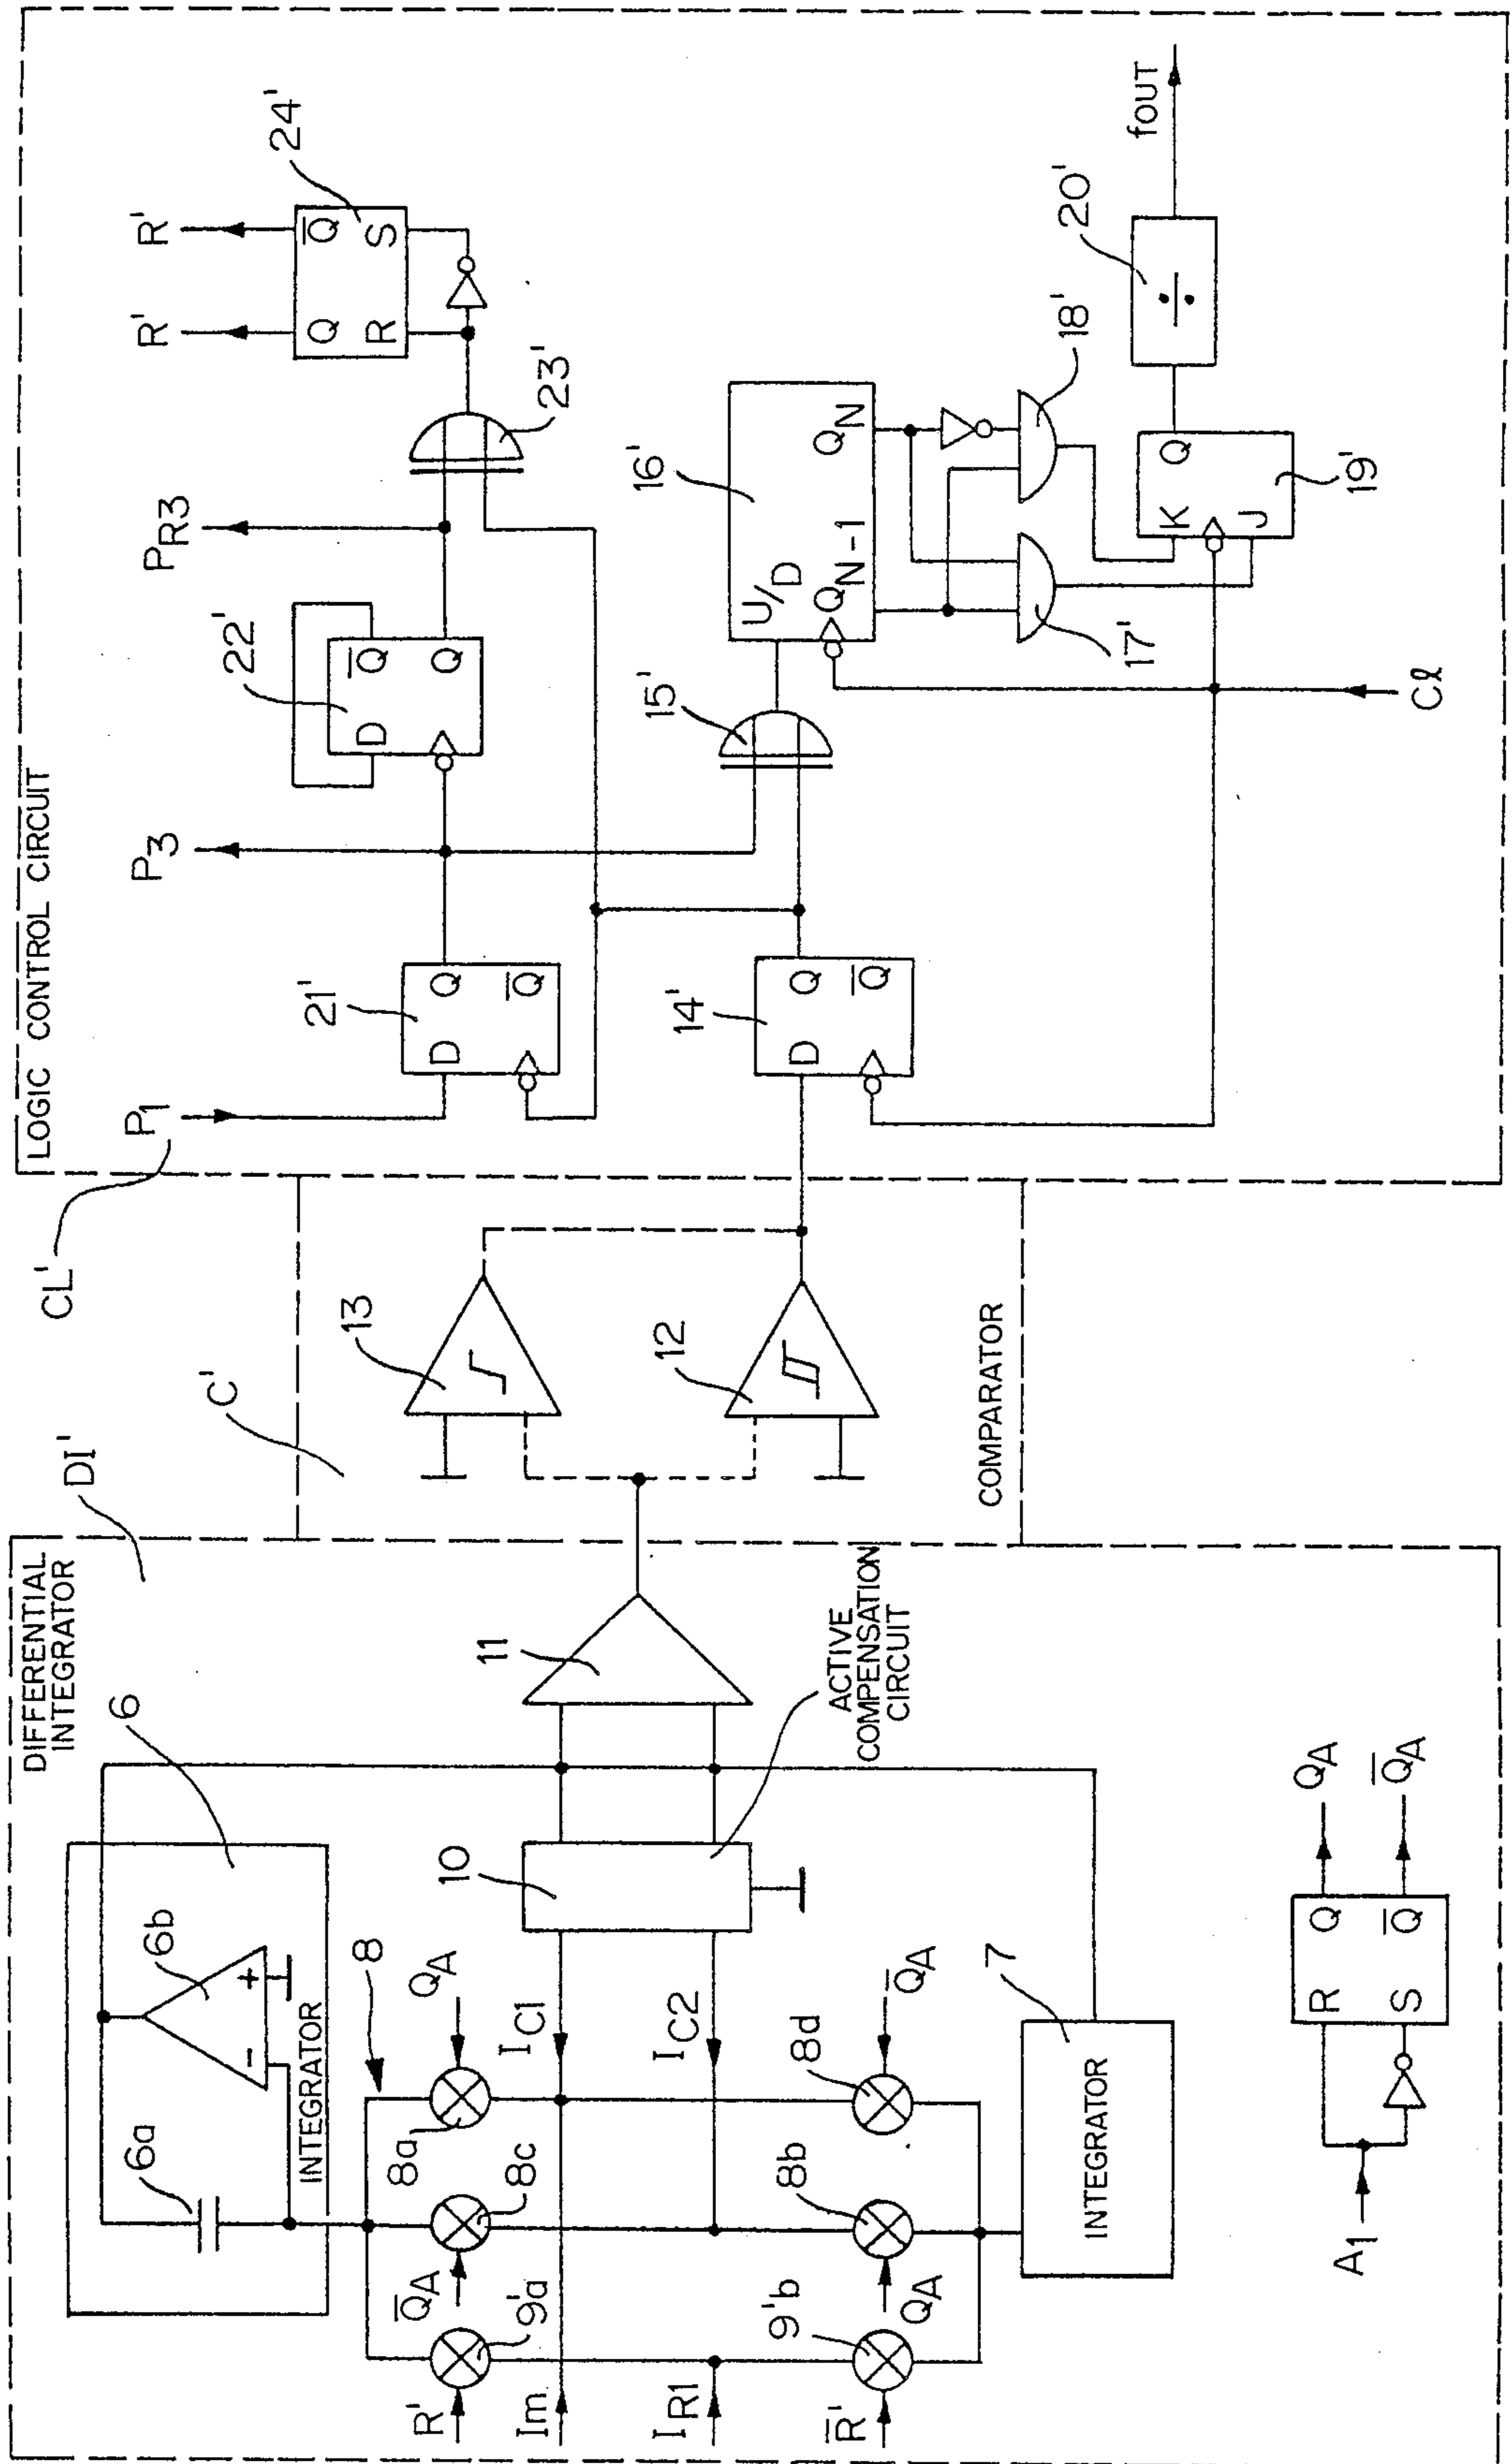 DIFFERENTIAL
INTEGRATOR
DI'
6
6a
6b
-
+
INTEGRATOR
8
Q̅A
QA
8a
8c
9'a
R'
Im
IR1
IC1
IC2
10
11
ACTIVE
COMPENSATION
CIRCUIT
R̅'
9'b
8b
8d
QA
Q̅A
7
INTEGRATOR
A1
R Q
S Q̅
QA
Q̅A
C'
13
12
COMPARATOR
CL'
LOGIC CONTROL CIRCUIT
P1
P3
PR3
R'
R'
21'
D Q
Q̅
22'
D Q̅
Q
23'
24'
Q Q̅
R S
14'
D Q
Q̅
15'
16'
U/D
QN-1 QN
17'
18'
19'
K Q
J
20'
÷
fOUT
Cℓ